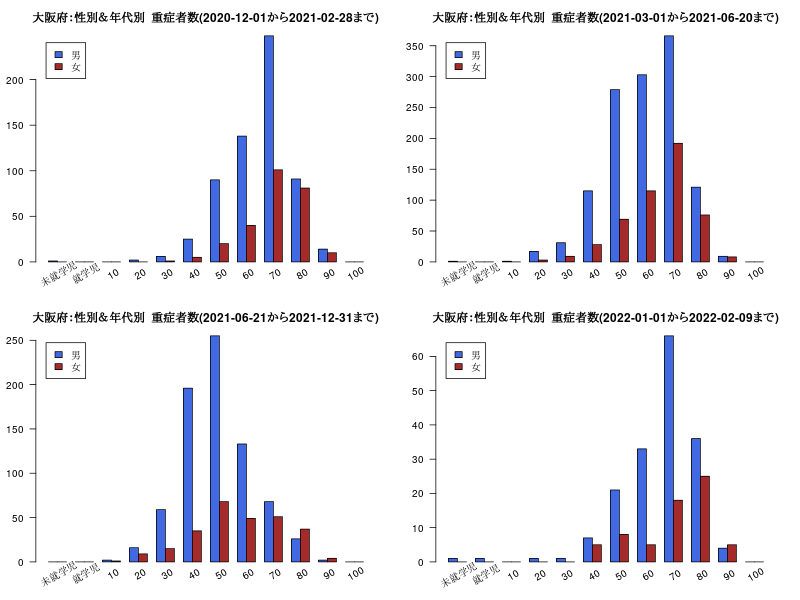 大阪府：性別＆年代別 重症者数(2020-12-01から2021-02-28まで)
男
女
200
150
100
50
0
未就学児 就学児 10 20 30 40 50 60 70 80 90 100
大阪府：性別＆年代別 重症者数(2021-03-01から2021-06-20まで)
男
女
350
300
250
200
150
100
50
0
未就学児 就学児 10 20 30 40 50 60 70 80 90 100
大阪府：性別＆年代別 重症者数(2021-06-21から2021-12-31まで)
男
女
250
200
150
100
50
0
未就学児 就学児 10 20 30 40 50 60 70 80 90 100
大阪府：性別＆年代別 重症者数(2022-01-01から2022-02-09まで)
男
女
60
50
40
30
20
10
0
未就学児 就学児 10 20 30 40 50 60 70 80 90 100